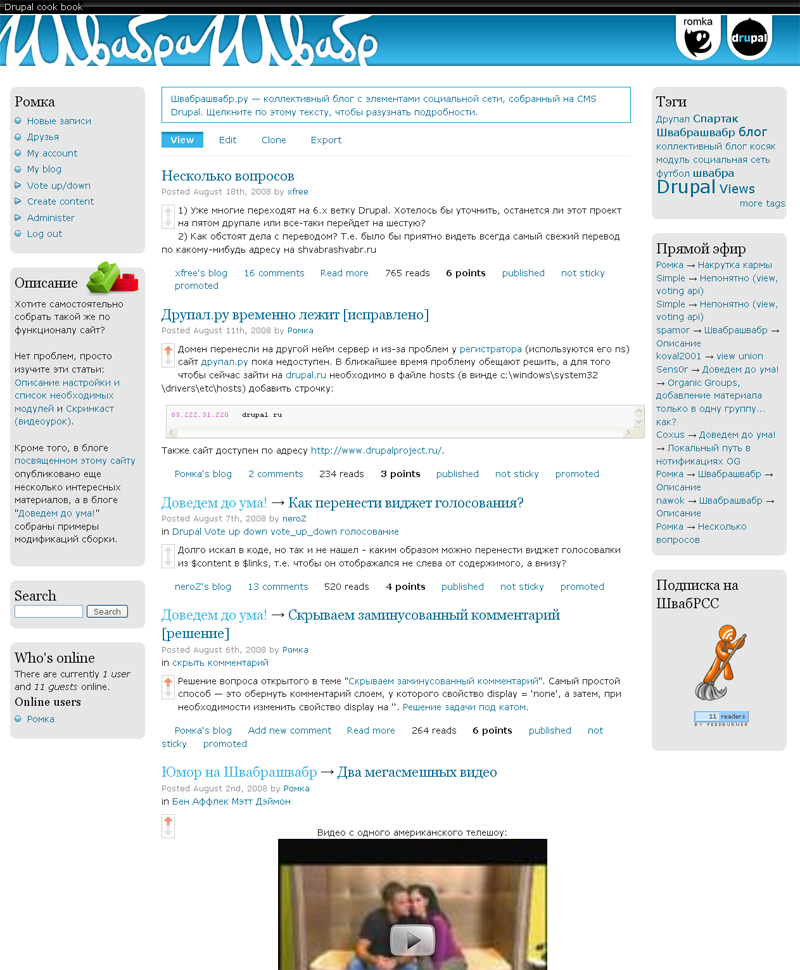 Drupal cook book
ШвабраШвабр
romka
drupal
Ромка
Новые записи
Друзья
My account
My blog
Vote up/down
Create content
Administer
Log out
Описание
Хотите самостоятельно
собрать такой же по
функционалу сайт?
Нет проблем, просто
изучите эти статьи:
Описание настройки и
список необходимых
модулей и Скринкаст
(видеоурок).
Кроме того, в блоге
посвященном этому сайту
опубликовано еще
несколько интересных
материалов, а в блоге
"Доведем до ума!"
собраны примеры
модификаций сборки.
Search
Search
Who's online
There are currently 1 user
and 11 guests online.
Online users
Ромка
Швабрашвабр.ру — коллективный блог с элементами социальной сети, собранный на CMS
Drupal. Щелкните по этому тексту, чтобы разузнать подробности.
View Edit Clone Export
Несколько вопросов
Posted August 18th, 2008 by xfree
1) Уже многие переходят на 6.x ветку Drupal. Хотелось бы уточнить, останется ли этот проект
на пятом друпале или все-таки перейдет на шестую?
2) Как обстоят дела с переводом? Т.е. было бы приятно видеть всегда самый свежий перевод
по какому-нибудь адресу на shvabrashvabr.ru
xfree's blog 16 comments Read more 765 reads 6 points published not sticky
promoted
Друпал.ру временно лежит [исправлено]
Posted August 11th, 2008 by Ромка
Домен перенесли на другой нейм сервер и из-за проблем у регистратора (используются его ns)
сайт друпал.ру пока недоступен. В ближайшее время проблему обещают решить, а для того
чтобы сейчас зайти на drupal.ru необходимо в файле hosts (в винде c:\windows\system32
\drivers\etc\hosts) добавить строчку:
83.222.31.220 drupal.ru
Также сайт доступен по адресу http://www.drupalproject.ru/.
Ромка's blog 2 comments 234 reads 3 points published not sticky promoted
Доведем до ума! → Как перенести виджет голосования?
Posted August 7th, 2008 by neroZ
in Drupal Vote up down vote_up_down голосование
Долго искал в коде, но так и не нашел - каким образом можно перенести виджет голосовалки
из $content в $links, т.е. чтобы он отображался не слева от содержимого, а внизу?
neroZ's blog 13 comments 520 reads 4 points published not sticky promoted
Доведем до ума! → Скрываем заминусованный комментарий
[решение]
Posted August 6th, 2008 by Ромка
in скрыть комментарий
Решение вопроса открытого в теме "Скрываем заминусованный комментарий". Самый простой
способ — это обернуть комментарий слоем, у которого свойство display = 'none', а затем, при
необходимости изменить свойство display на ''. Решение задачи под катом.
Ромка's blog Add new comment Read more 264 reads 6 points published not
sticky promoted
Юмор на Швабрашвабр → Два мегасмешных видео
Posted August 2nd, 2008 by Ромка
in Бен Аффлек Мэтт Дэймон
Видео с одного американского телешоу:
Тэги
Друпал Спартак
Швабрашвабр блог
коллективный блог косяк
модуль социальная сеть
футбол швабра
Drupal Views
more tags
Прямой эфир
Ромка → Накрутка кармы
Simple → Непонятно (view,
voting api)
Simple → Непонятно (view,
voting api)
spamor → Швабрашвабр →
Описание
koval2001 → view union
Sens0r → Доведем до ума!
→ Organic Groups,
добавление материала
только в одну группу...
как?
Coxus → Доведем до ума!
→ Локальный путь в
нотификациях OG
Ромка → Швабрашвабр →
Описание
nawok → Швабрашвабр →
Описание
Ромка → Несколько
вопросов
Подписка на
ШвабРСС
11 readers
BY FEEDBURNER